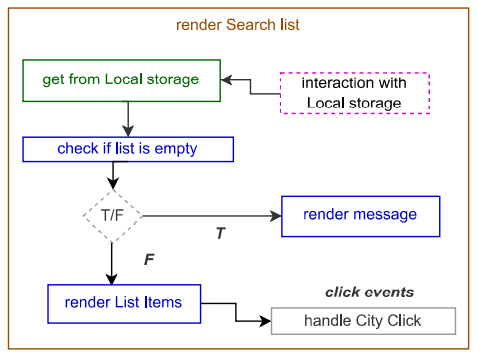 render Search list
get from Local storage
interaction with
Local storage
check if list is empty
T/F
render message
T
F
click events
render List Items
handle City Click